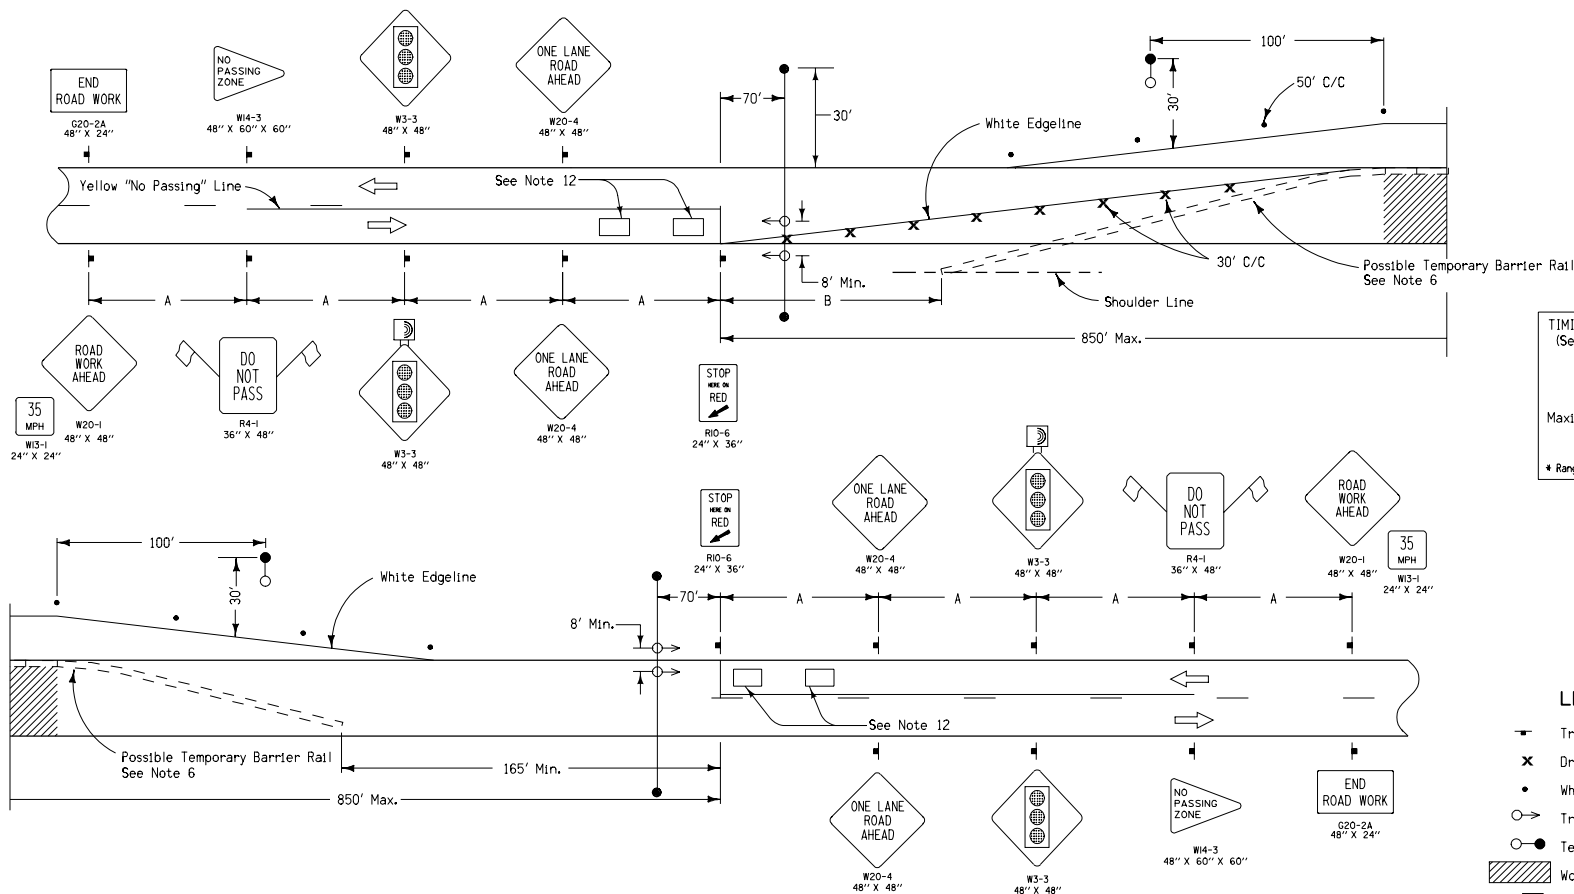 END
ROAD WORK
G20-2A
48" X 24"
NO
PASSING
ZONE
W14-3
48" X 60" X 60"
W3-3
48" X 48"
ONE LANE
ROAD
AHEAD
W20-4
48" X 48"
70'
30'
White Edgeline
100'
30'
50' C/C
Yellow "No Passing" Line
See Note 12
8' Min.
30' C/C
Possible Temporary Barrier Rail
See Note 6
Shoulder Line
A
A
A
A
B
850' Max.
ROAD
WORK
AHEAD
W20-1
48" X 48"
35
MPH
W13-1
24" X 24"
DO
NOT
PASS
R4-1
36" X 48"
W3-3
48" X 48"
ONE LANE
ROAD
AHEAD
W20-4
48" X 48"
STOP
HERE ON
RED
R10-6
24" X 36"
TIMI
(Se
Maxi
* Rang
STOP
HERE ON
RED
R10-6
24" X 36"
ONE LANE
ROAD
AHEAD
W20-4
48" X 48"
W3-3
48" X 48"
DO
NOT
PASS
R4-1
36" X 48"
ROAD
WORK
AHEAD
W20-1
48" X 48"
35
MPH
W13-1
24" X 24"
100'
30'
White Edgeline
8' Min.
70'
A
A
A
A
See Note 12
Possible Temporary Barrier Rail
See Note 6
165' Min.
850' Max.
ONE LANE
ROAD
AHEAD
W20-4
48" X 48"
W3-3
48" X 48"
NO
PASSING
ZONE
W14-3
48" X 60" X 60"
END
ROAD WORK
G20-2A
48" X 24"
LE
Tr
X Dr
Wh
Tr
Te
Wo